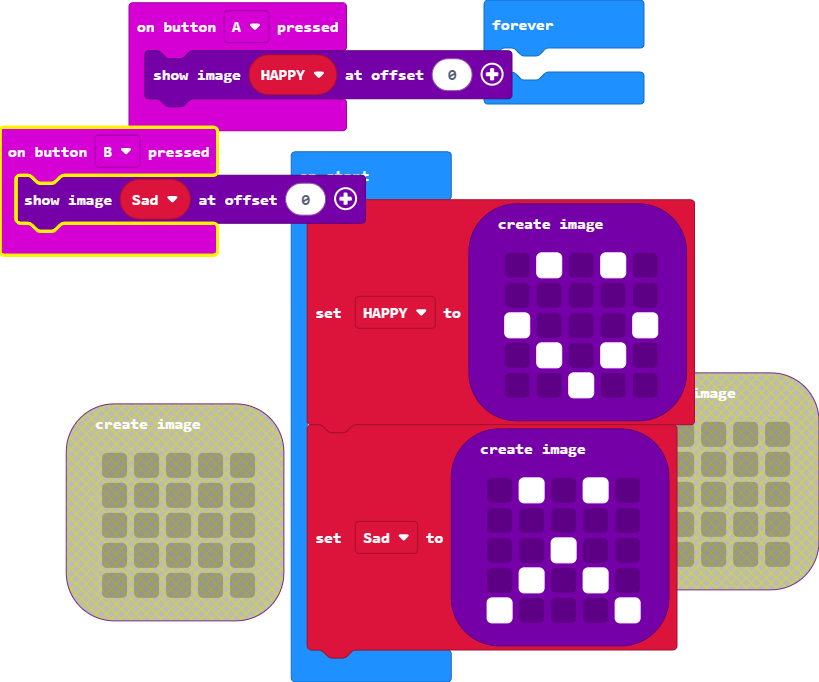 on button A pressed
show image HAPPY at offset 0
forever
on button B pressed
show image Sad at offset 0
create image
set HAPPY to
create image
set Sad to
create image
image